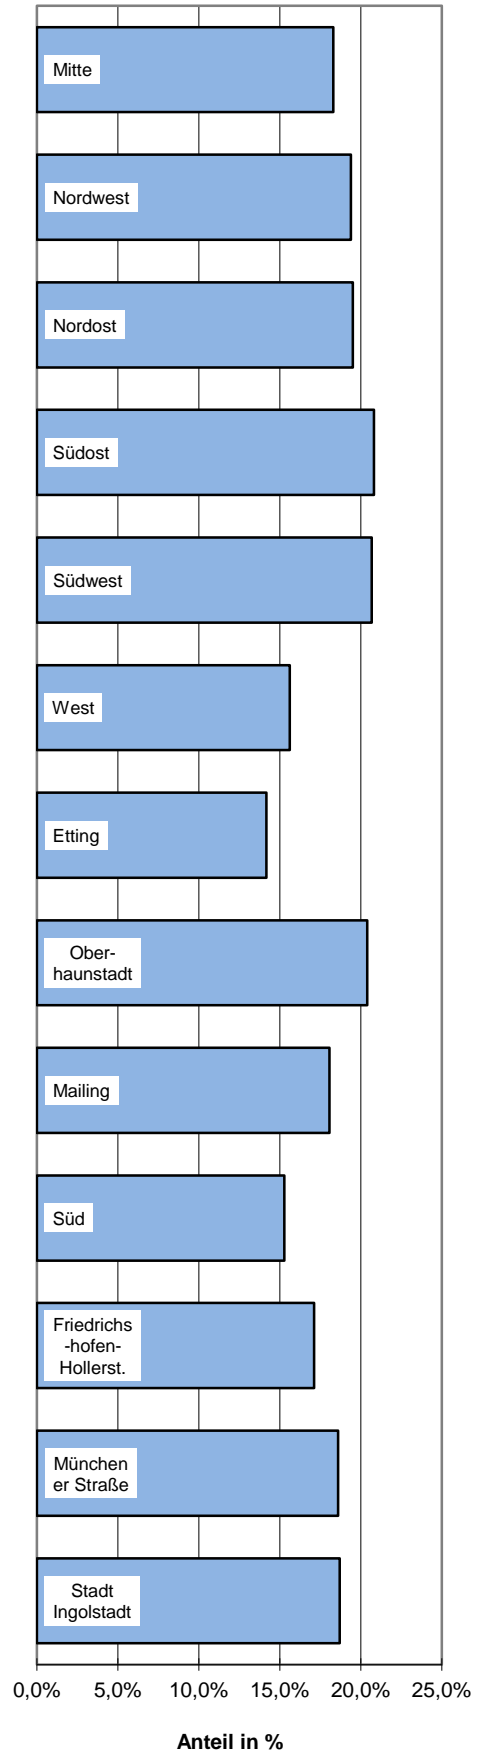 Mitte
Nordwest
Nordost
Südost
Südwest
West
Etting
Ober-
haunstadt
Mailing
Süd
Friedrichs
-hofen-
Hollerst.
München
er Straße
Stadt
Ingolstadt
0,0% 5,0% 10,0% 15,0% 20,0% 25,0%
Anteil in %